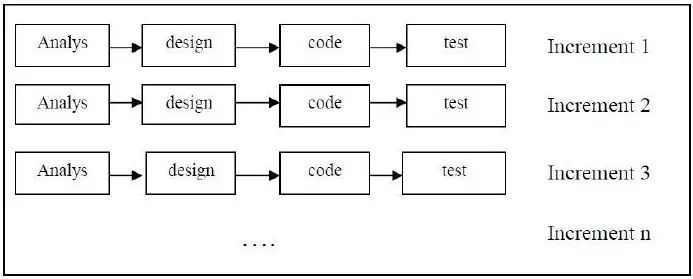 Analys design code test Increment 1
Analys design code test Increment 2
Analys design code test Increment 3
.... Increment n